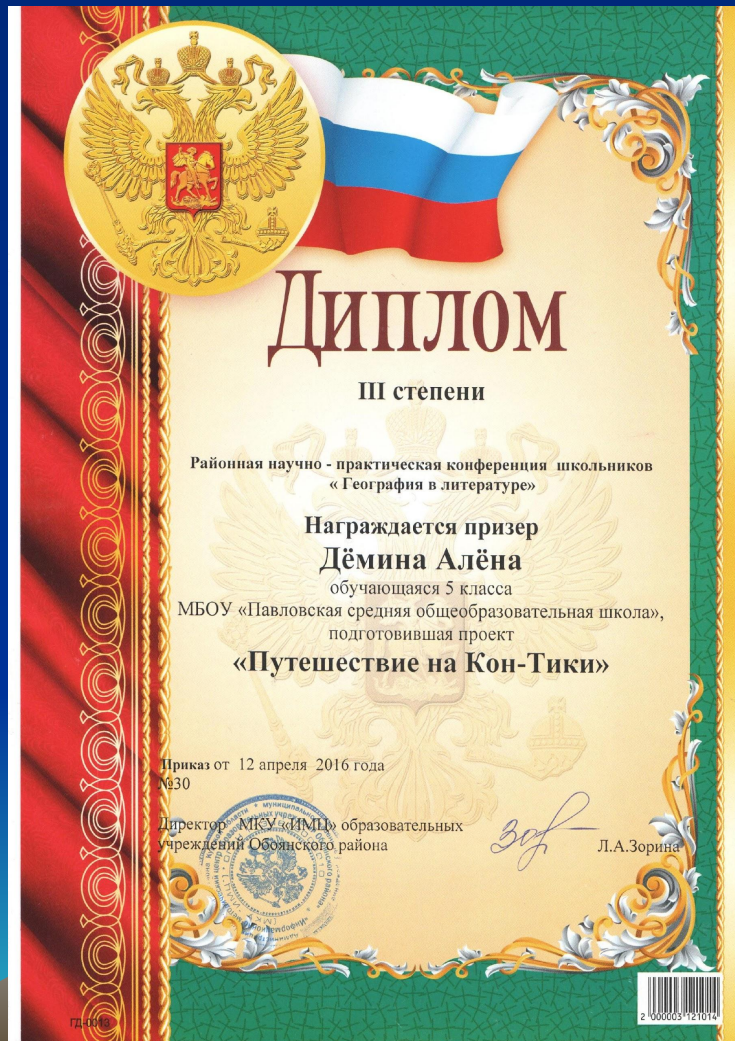 Диплом
III степени
Районная научно - практическая конференция школьников
« География в литературе»
Награждается призер
Дёмина Алёна
обучающаяся 5 класса
МБОУ «Павловская средняя общеобразовательная школа»,
подготовившая проект
«Путешествие на Кон-Тики»
Приказ от 12 апреля 2016 года
№30
Директор МКУ «ИМЦ» образовательных
учреждений Обоянского района
Л.А.Зорина
ГД-0013
2 000003 121014